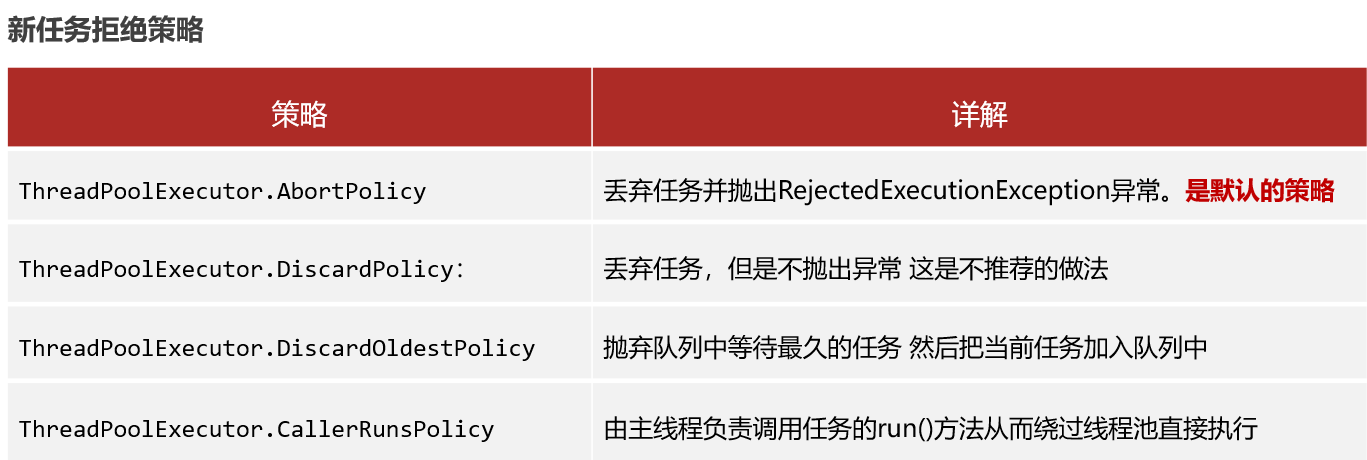 新任务拒绝策略
策略 详解
ThreadPoolExecutor.AbortPolicy 丢弃任务并抛出RejectedExecutionException异常。是默认的策略
ThreadPoolExecutor.DiscardPolicy： 丢弃任务，但是不抛出异常 这是不推荐的做法
ThreadPoolExecutor.DiscardOldestPolicy 抛弃队列中等待最久的任务 然后把当前任务加入队列中
ThreadPoolExecutor.CallerRunsPolicy 由主线程负责调用任务的run()方法从而绕过线程池直接执行